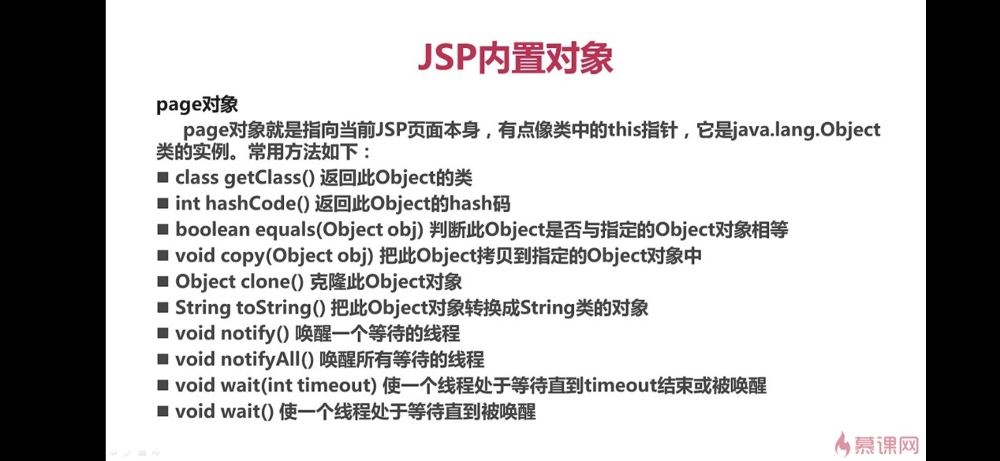 JSP内置对象
page对象
page对象就是指向当前JSP页面本身，有点像类中的this指针，它是java.lang.Object
类的实例。常用方法如下：
■ class getClass() 返回此Object的类
■ int hashCode() 返回此Object的hash码
■ boolean equals(Object obj) 判断此Object是否与指定的Object对象相等
■ void copy(Object obj) 把此Object拷贝到指定的Object对象中
■ Object clone() 克隆此Object对象
■ String toString() 把此Object对象转换成String类的对象
■ void notify() 唤醒一个等待的线程
■ void notifyAll() 唤醒所有等待的线程
■ void wait(int timeout) 使一个线程处于等待直到timeout结束或被唤醒
■ void wait() 使一个线程处于等待直到被唤醒
慕课网